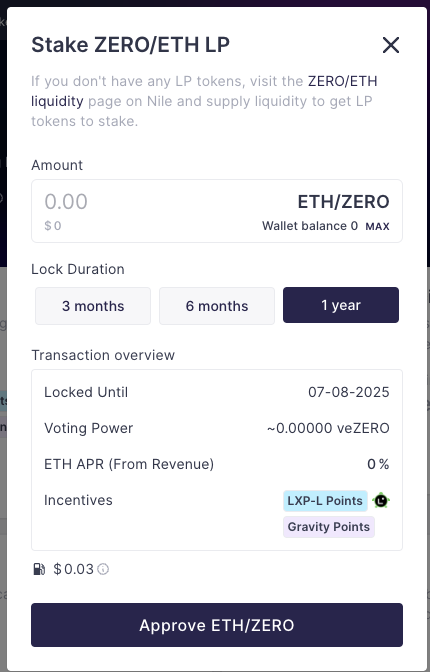 Stake ZERO/ETH LP
If you don't have any LP tokens, visit the ZERO/ETH
liquidity page on Nile and supply liquidity to get LP
tokens to stake.
Amount
0.00 ETH/ZERO
$ 0 Wallet balance 0 MAX
Lock Duration
3 months 6 months 1 year
Transaction overview
Locked Until 07-08-2025
Voting Power ~0.00000 veZERO
ETH APR (From Revenue) 0 %
Incentives LXP-L Points
Gravity Points
$ 0.03
Approve ETH/ZERO